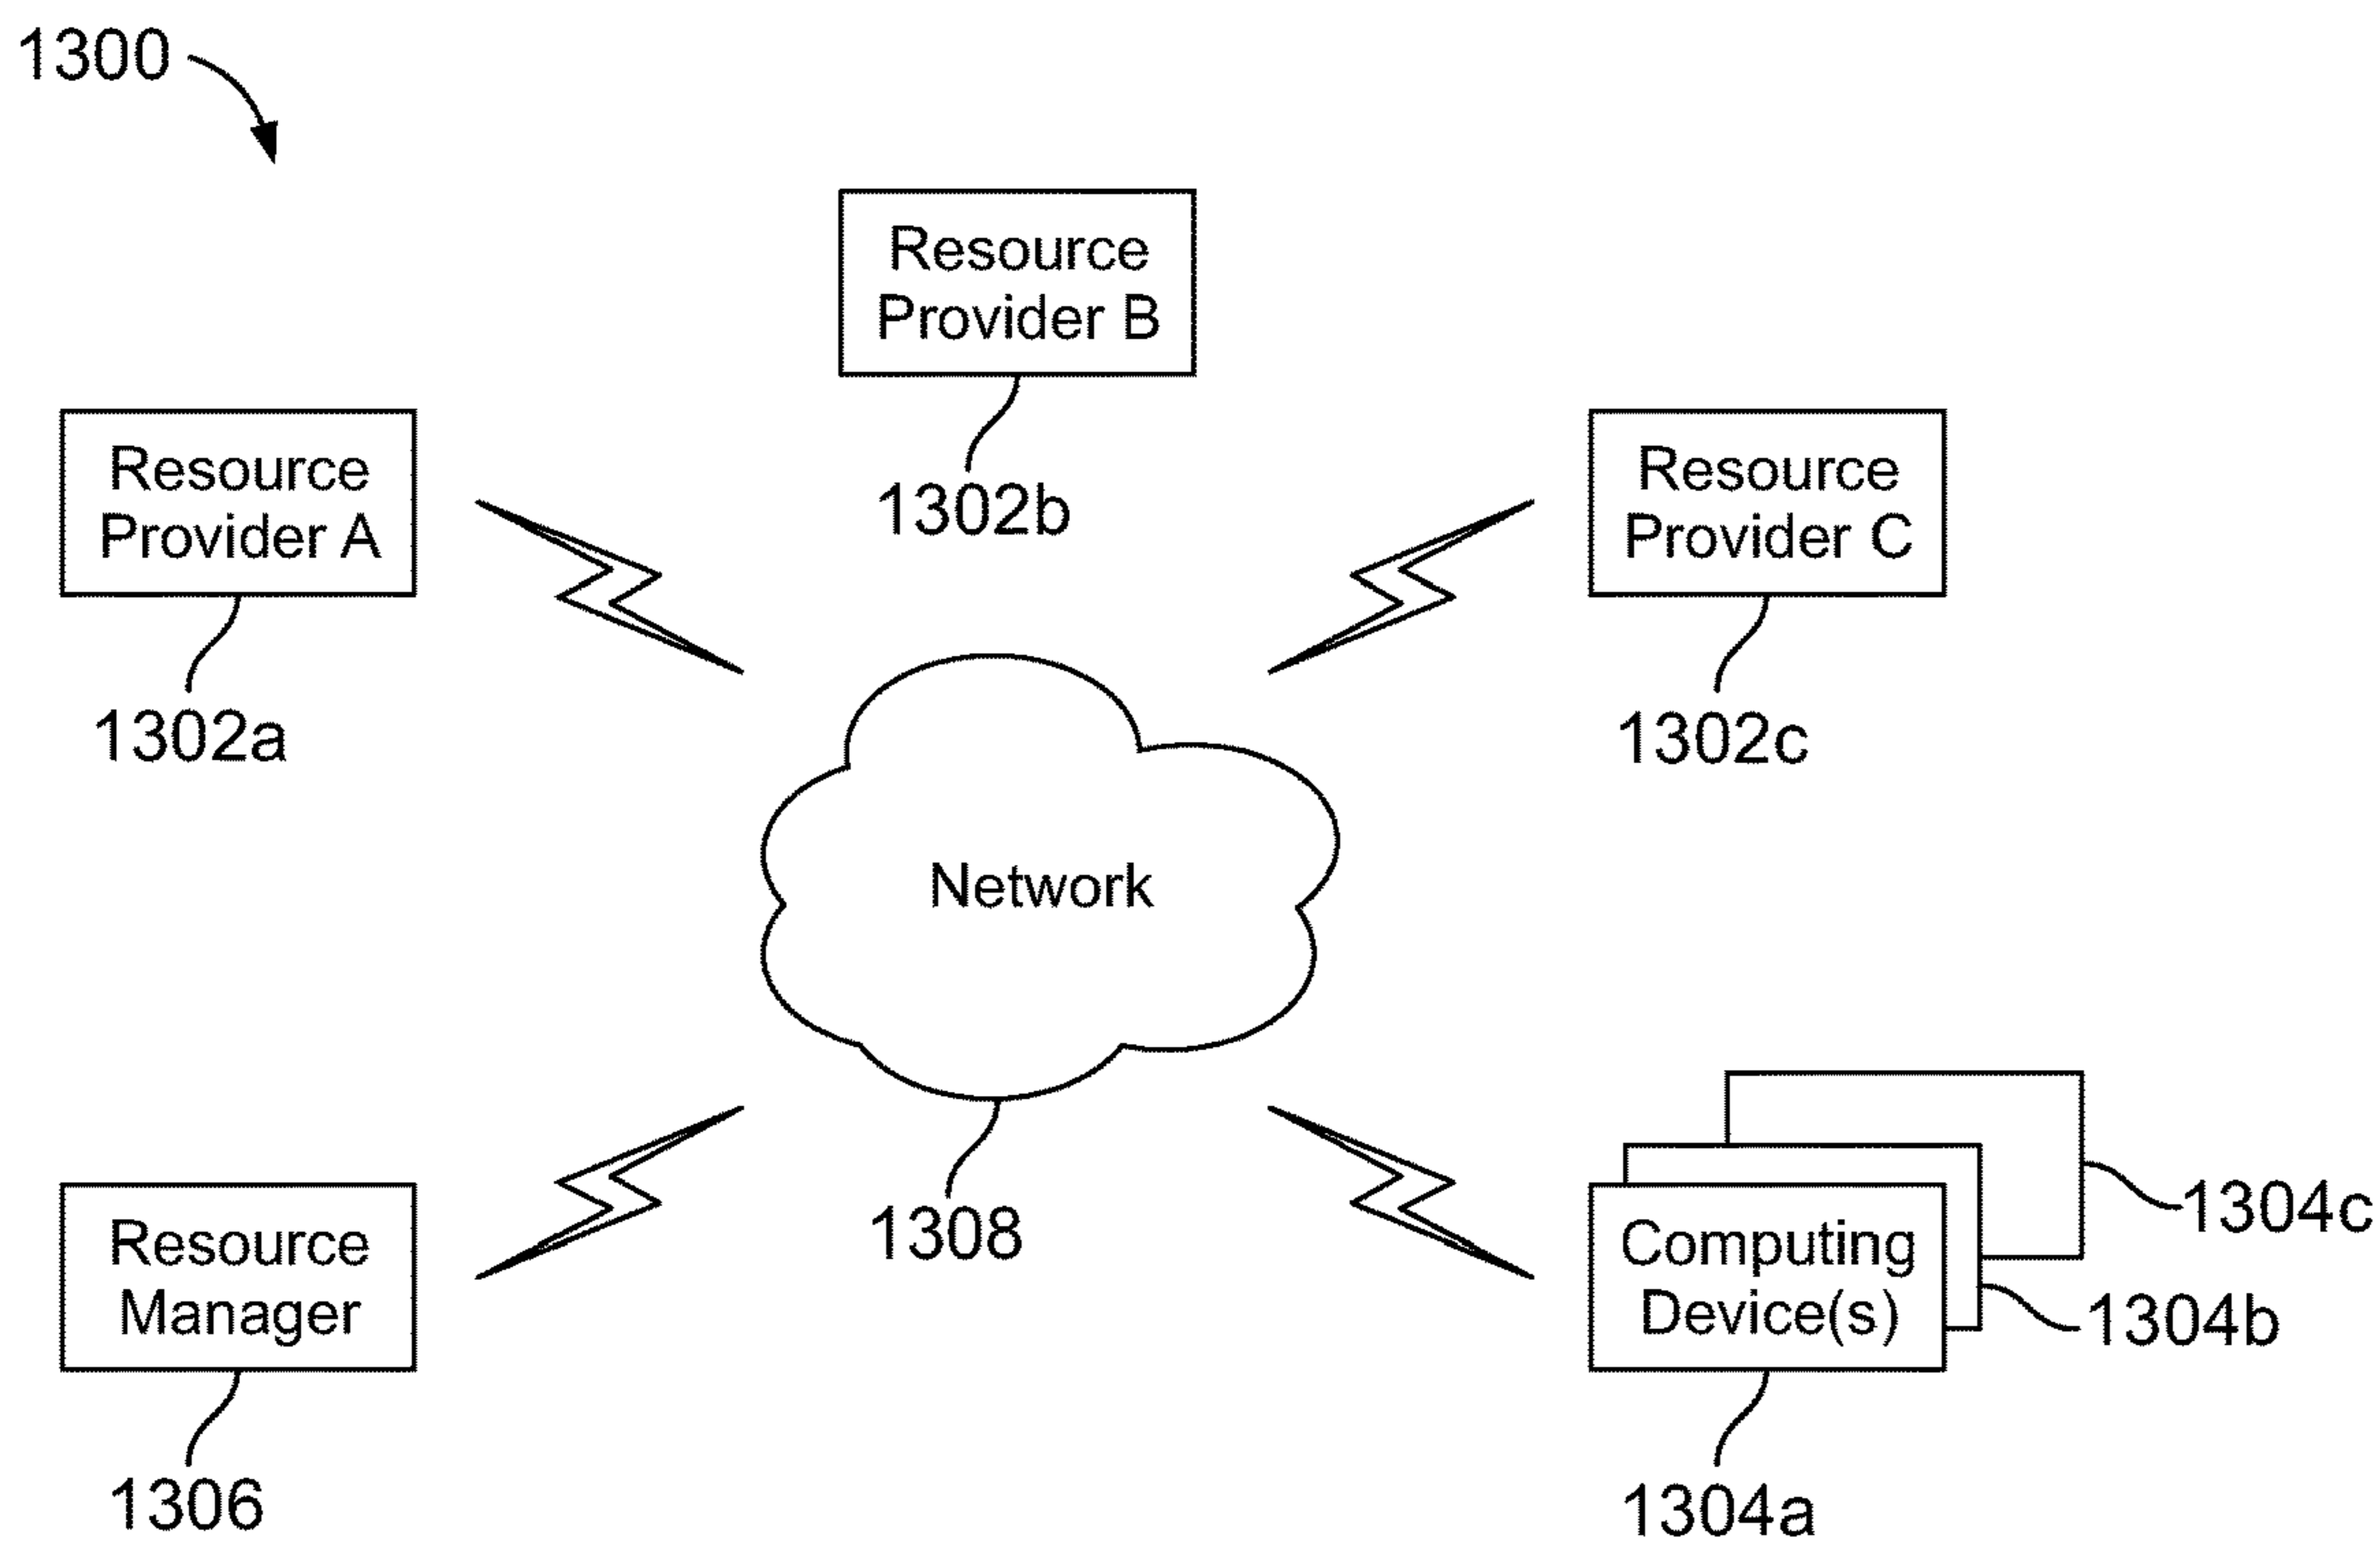 1300
Resource
Provider B
1302b
Resource
Provider A
1302a
Resource
Provider C
1302c
Network
1308
Resource
Manager
1306
Computing
Device(s)
1304a
1304b
1304c